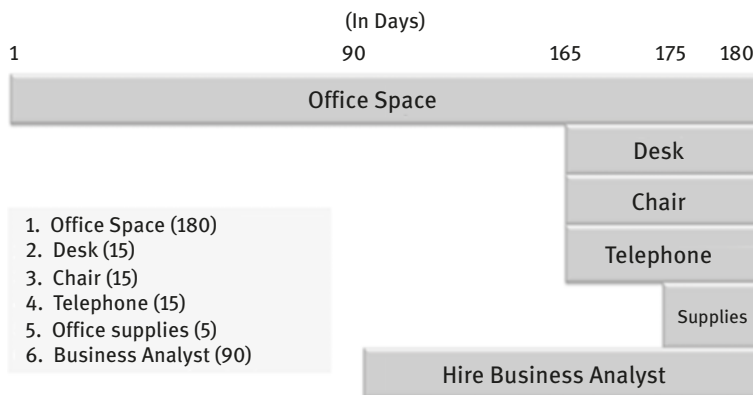 (In Days)
1 90 165 175 180
Office Space
Desk
Chair
Telephone
Supplies
Hire Business Analyst
1. Office Space (180)
2. Desk (15)
3. Chair (15)
4. Telephone (15)
5. Office supplies (5)
6. Business Analyst (90)